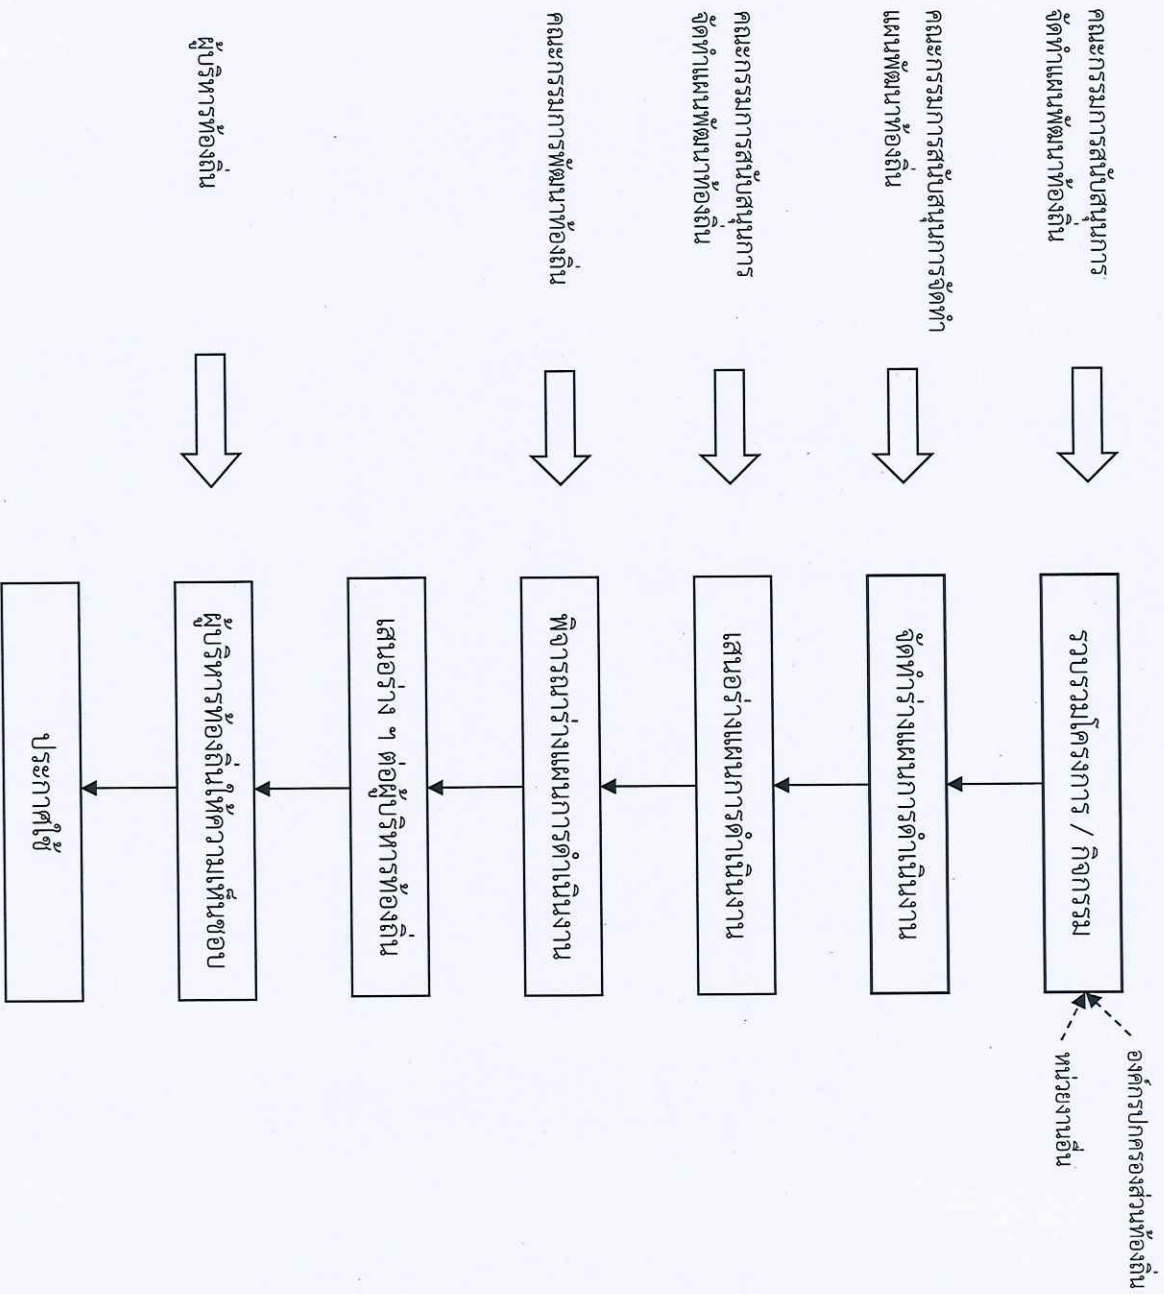 คณะกรรมการสนับสนุนการ
จัดทำแผนพัฒนาท้องถิ่น
รวบรวมโครงการ / กิจกรรม
องค์กรปกครองส่วนท้องถิ่น
หน่วยงานอื่น
คณะกรรมการสนับสนุนการจัดทำ
แผนพัฒนาท้องถิ่น
จัดทำร่างแผนการดำเนินงาน
คณะกรรมการสนับสนุนการ
จัดทำแผนพัฒนาท้องถิ่น
เสนอร่างแผนการดำเนินงาน
คณะกรรมการพัฒนาท้องถิ่น
พิจารณาร่างแผนการดำเนินงาน
เสนอร่าง ฯ ต่อผู้บริหารท้องถิ่น
ผู้บริหารท้องถิ่น
ผู้บริหารท้องถิ่นให้ความเห็นชอบ
ประกาศใช้